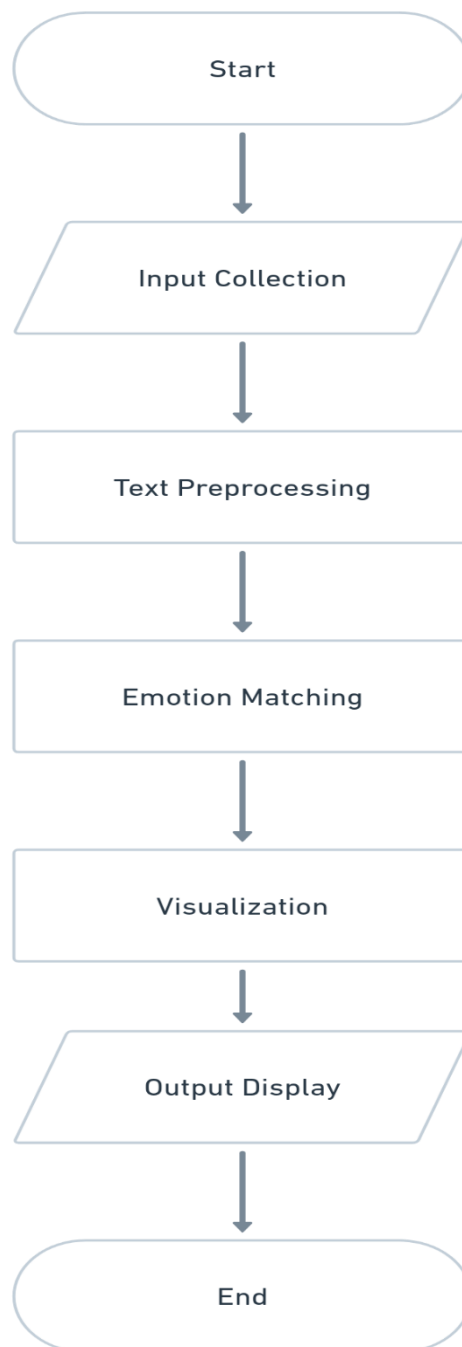 Start
Input Collection
Text Preprocessing
Emotion Matching
Visualization
Output Display
End